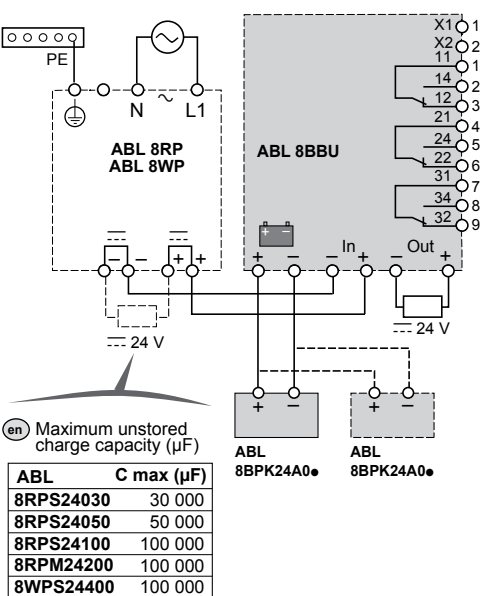 PE
N ~ L1
ABL 8RP
ABL 8WP
– – + +
24 V
ABL 8BBU
X1 1
X2 2
11 1
14 2
12 3
21 4
24 5
22 6
31 7
34 8
32 9
+ –
In Out
+ – – + – +
24 V
+ –
ABL
8BPK24A0●
+ –
ABL
8BPK24A0●
en Maximum unstored
charge capacity (µF)
ABL C max (µF)
8RPS24030 30 000
8RPS24050 50 000
8RPS24100 100 000
8RPM24200 100 000
8WPS24400 100 000